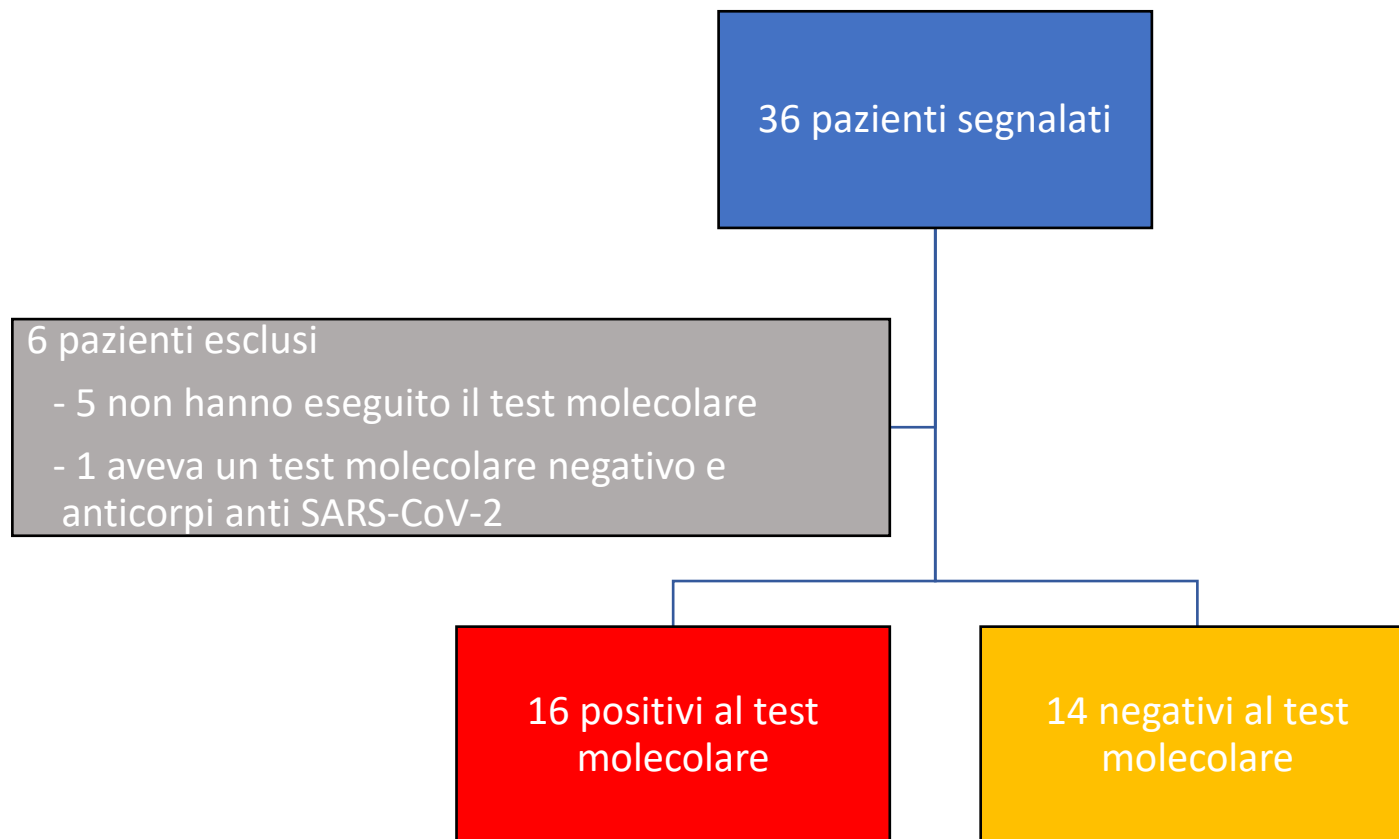 36 pazienti segnalati
6 pazienti esclusi
- 5 non hanno eseguito il test molecolare
- 1 aveva un test molecolare negativo e
anticorpi anti SARS-CoV-2
16 positivi al test
molecolare
14 negativi al test
molecolare